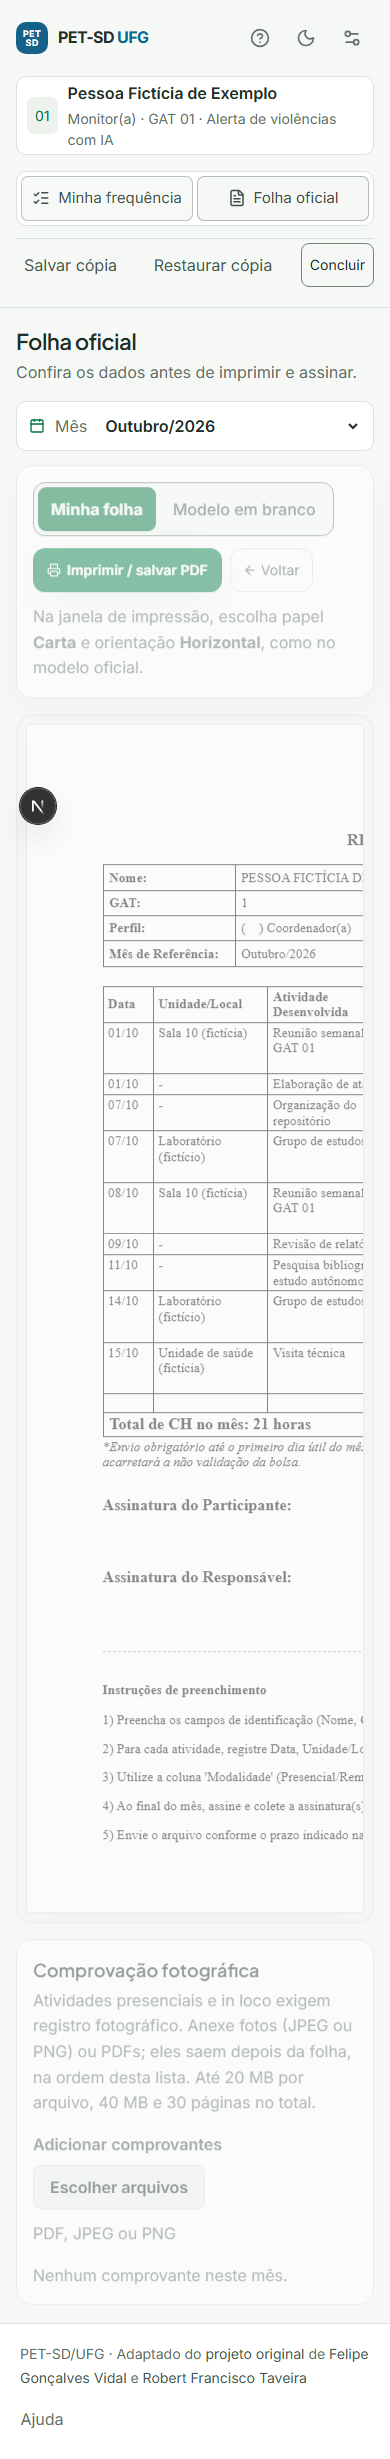 PET
SD
PET-SD UFG
01
Pessoa Fictícia de Exemplo
Monitor(a) · GAT 01 · Alerta de violências
com IA
Minha frequência
Folha oficial
Salvar cópia
Restaurar cópia
Concluir
Folha oficial
Confira os dados antes de imprimir e assinar.
Mês
Outubro/2026
Minha folha
Modelo em branco
Imprimir / salvar PDF
Voltar
Na janela de impressão, escolha papel
Carta e orientação Horizontal, como no
modelo oficial.
N
Nome:
PESSOA FICTÍCIA
GAT:
1
Perfil:
( ) Coordenador(a)
Mês de Referência:
Outubro/2026
Data
Unidade/Local
Atividade
Desenvolvida
01/10
Sala 10 (fictícia)
Reunião semanal
GAT 01
01/10
-
Elaboração de
07/10
-
Organização do
repositório
07/10
Laboratório
(fictício)
Grupo de estudos
08/10
Sala 10 (fictícia)
Reunião semanal
GAT 01
09/10
-
Revisão de
11/10
-
Pesquisa
estudo
14/10
Laboratório
(fictício)
Grupo de estudos
15/10
Unidade de saúde
(fictícia)
Visita técnica
Total de CH no mês: 21 horas
*Envio obrigatório até o primeiro dia útil do
acarretará a não validação da bolsa.
Assinatura do Participante:
Assinatura do Responsável:
Instruções de preenchimento
1) Preencha os campos de identificação (Nome,
2) Para cada atividade, registre Data,
3) Utilize a coluna 'Modalidade'
4) Ao final do mês, assine e colete a assinatura(s)
5) Envie o arquivo conforme o prazo indicado na
Comprovação fotográfica
Atividades presenciais e in loco exigem
registro fotográfico. Anexe fotos (JPEG ou
PNG) ou PDFs; eles saem depois da folha,
na ordem desta lista. Até 20 MB por
arquivo, 40 MB e 30 páginas no total.
Adicionar comprovantes
Escolher arquivos
PDF, JPEG ou PNG
Nenhum comprovante neste mês.
PET-SD/UFG · Adaptado do projeto original de Felipe
Gonçalves Vidal e Robert Francisco Taveira
Ajuda